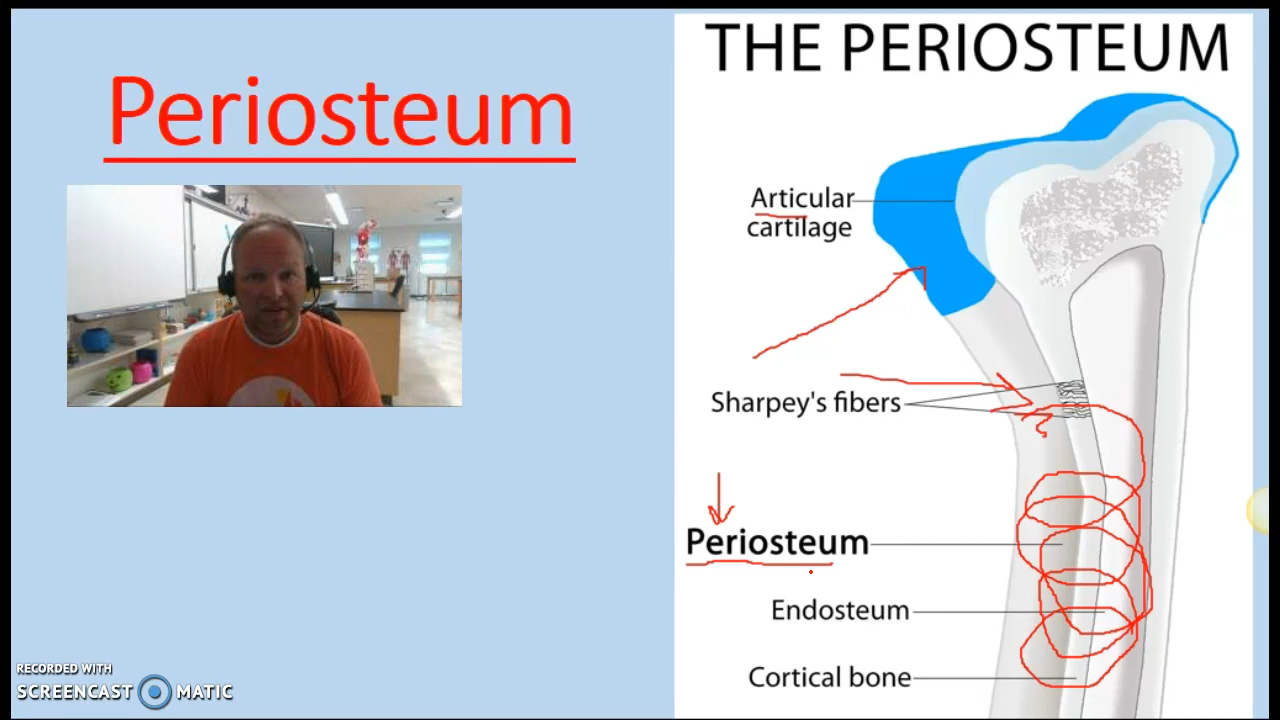 Periosteum
THE PERIOSTEUM
Articular
cartilage
Sharpey's fibers
Periosteum
Endosteum
Cortical bone
RECORDED WITH
SCREENCAST MATIC